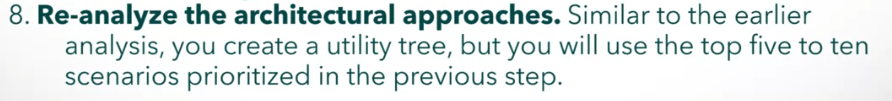 8. Re-analyze the architectural approaches. Similar to the earlier
analysis, you create a utility tree, but you will use the top five to ten
scenarios prioritized in the previous step.